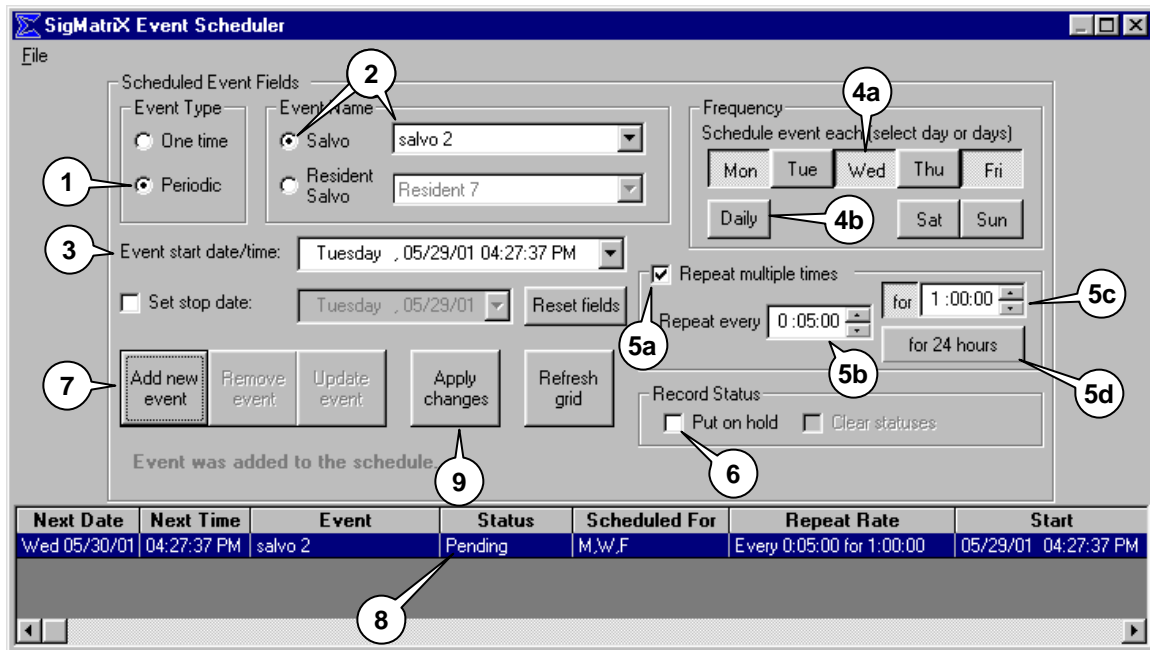 SigMatriX Event Scheduler
File
Scheduled Event Fields
2
Event Type
Event Name
One time
Salvo
salvo 2
1
Periodic
Resident Salvo
Resident 7
4a
Frequency
Schedule event each (select day or days)
Mon Tue Wed Thu Fri
Daily
4b
Sat Sun
3
Event start date/time:
Tuesday , 05/29/01 04:27:37 PM
Set stop date:
Tuesday , 05/29/01
Reset fields
Repeat multiple times
5a
Repeat every
0 :05:00
5b
for
1 :00:00
5c
for 24 hours
5d
7
Add new event
Remove event
Update event
Apply changes
Refresh grid
9
Record Status
Put on hold
Clear statuses
6
Event was added to the schedule.
Next Date Next Time Event Status Scheduled For Repeat Rate Start
Wed 05/30/01 04:27:37 PM salvo 2 Pending M,W,F Every 0:05:00 for 1:00:00 05/29/01 04:27:37 PM
8